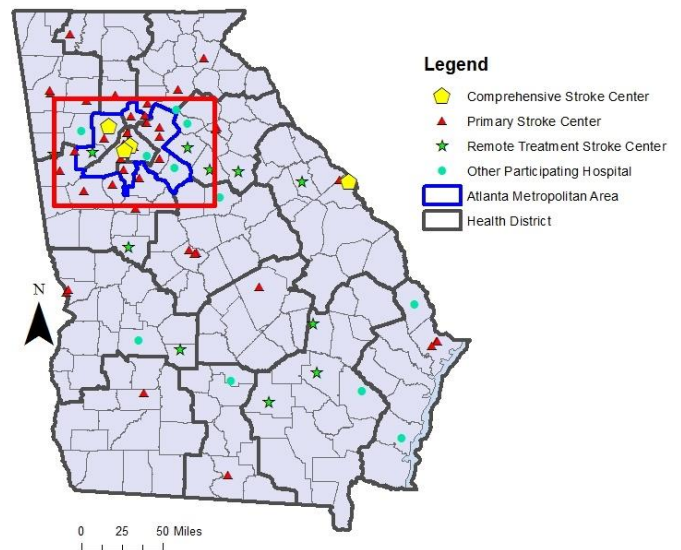 Legend
Comprehensive Stroke Center
Primary Stroke Center
Remote Treatment Stroke Center
Other Participating Hospital
Atlanta Metropolitan Area
Health District
N
0 25 50 Miles